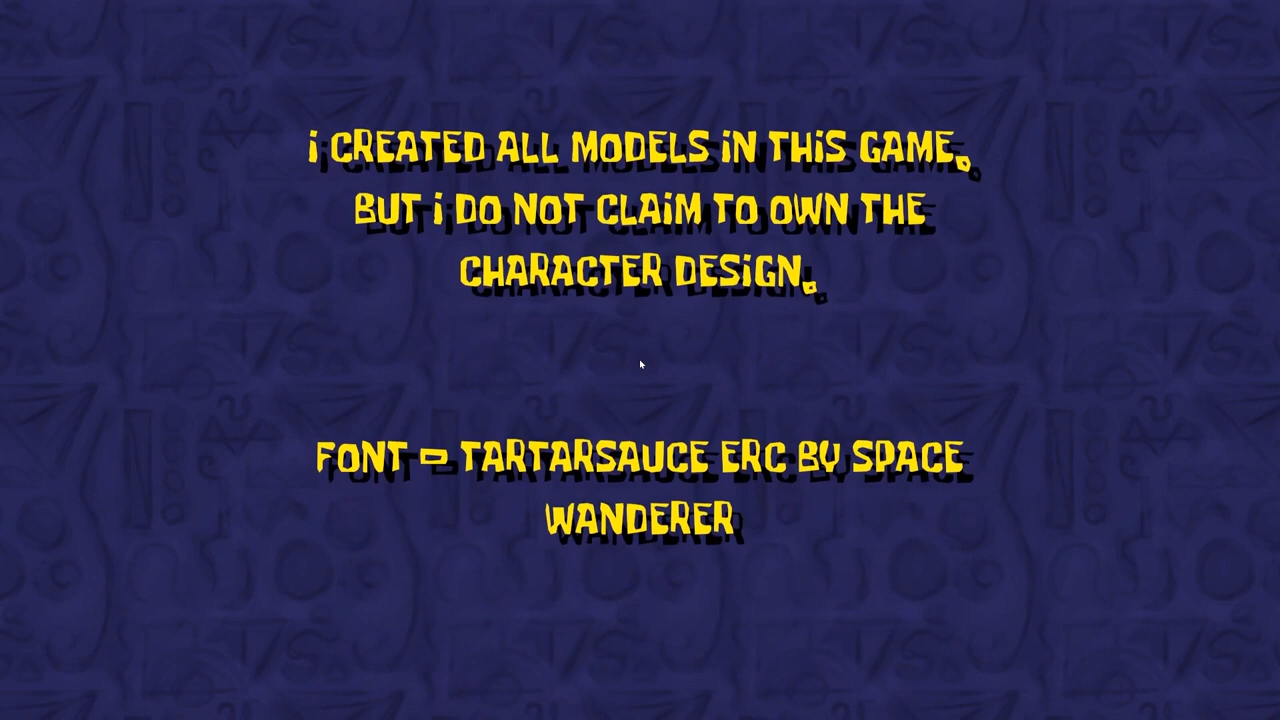 i CREATED ALL MODELS iN THiS GAME.
BUT i DO NOT CLAiM TO OWN THE
CHARACTER DESiGN.
FONT = TARTARSAUCE ERC BY SPACE
WANDERER